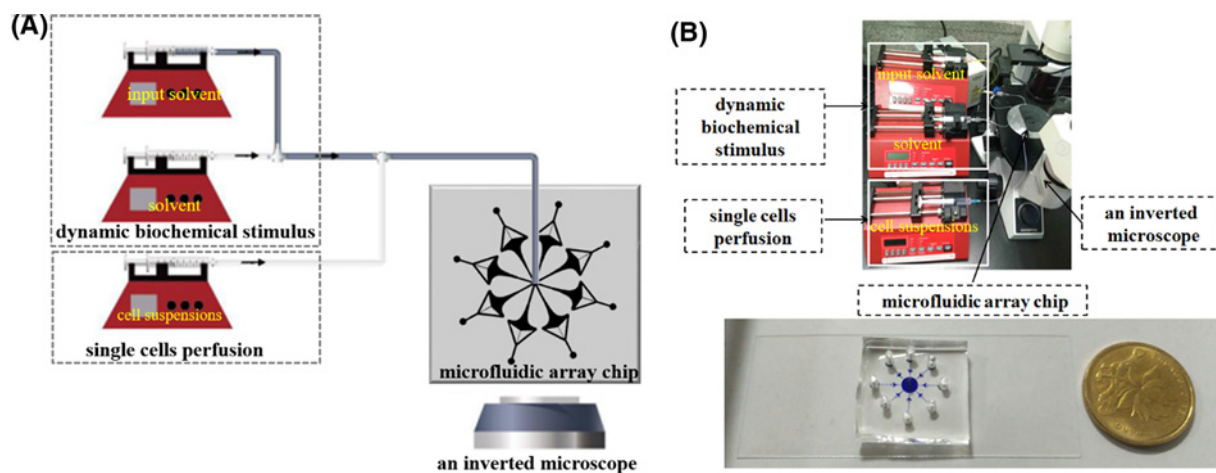 (A)
input solvent
solvent
dynamic biochemical stimulus
cell suspensions
single cells perfusion
microfluidic array chip
an inverted microscope
(B)
input solvent
dynamic
biochemical
stimulus
solvent
single cells
perfusion
cell suspensions
an inverted
microscope
microfluidic array chip